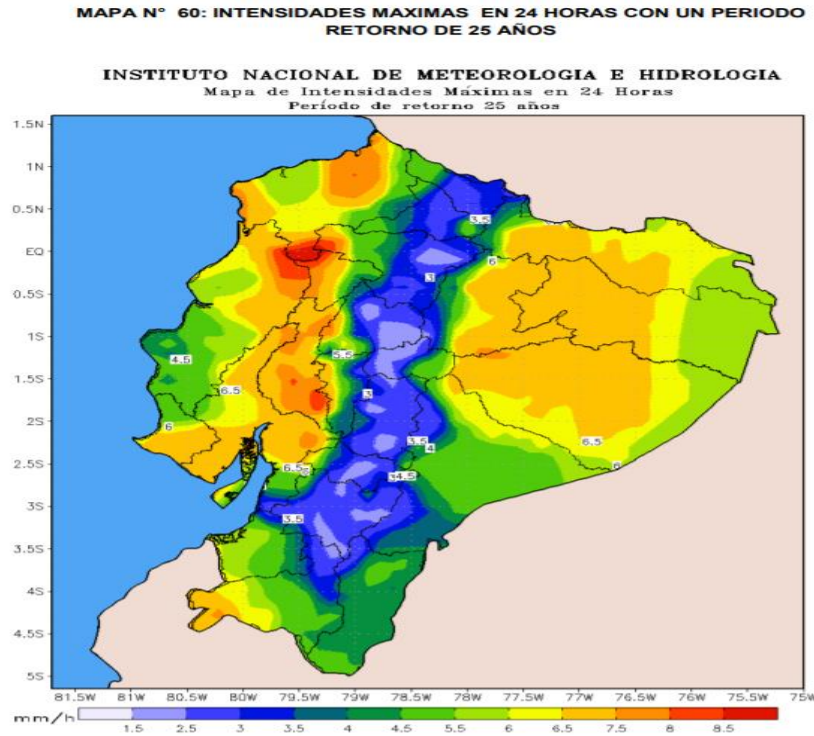 MAPA N° 60: INTENSIDADES MAXIMAS EN 24 HORAS CON UN PERIODO
RETORNO DE 25 AÑOS
INSTITUTO NACIONAL DE METEOROLOGIA E HIDROLOGIA
Mapa de Intensidades Máximas en 24 Horas
Período de retorno 25 años
1.5N
1N
0.5N
EQ
0.5S
1S
1.5S
2S
2.5S
3S
3.5S
4S
4.5S
5S
3.5
6
3
5.5
4.5
6.5
3
6
3.5
4
6.5
6.5
6
4.5
3.5
81.5W 81W 80.5W 80W 79.5W 79W 78.5W 78W 77.5W 77W 76.5W 76W 75.5W 75W
mm/h
1.5 2.5 3 3.5 4 4.5 5.5 6 6.5 7.5 8 8.5